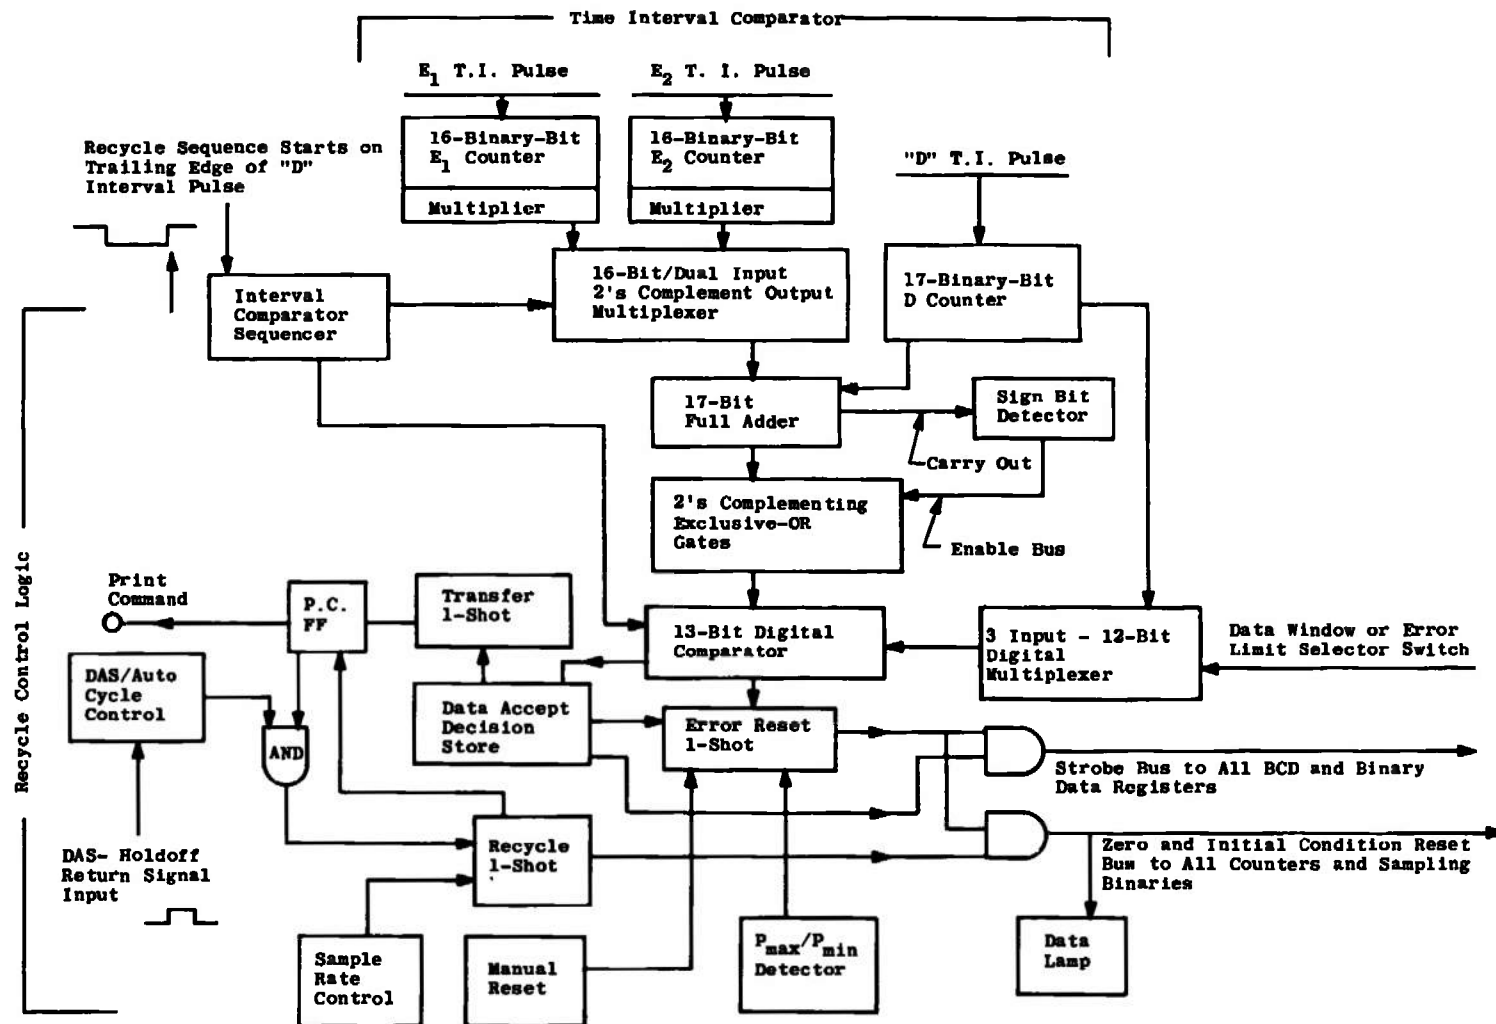 Time Interval Comparator
E1 T.I. Pulse
E2 T. I. Pulse
16-Binary-Bit
E1 Counter
Multiplier
16-Binary-Bit
E2 Counter
Multiplier
"D" T.I. Pulse
Recycle Sequence Starts on
Trailing Edge of "D"
Interval Pulse
Interval
Comparator
Sequencer
16-Bit/Dual Input
2's Complement Output
Multiplexer
17-Binary-Bit
D Counter
17-Bit
Full Adder
Sign Bit
Detector
Carry Out
2's Complementing
Exclusive-OR
Gates
Enable Bus
Recycle Control Logic
Print
Command
P.C.
FF
Transfer
1-Shot
13-Bit Digital
Comparator
3 Input - 12-Bit
Digital
Multiplexer
Data Window or Error
Limit Selector Switch
DAS/Auto
Cycle
Control
AND
Data Accept
Decision
Store
Error Reset
1-Shot
Strobe Bus to All BCD and Binary
Data Registers
DAS- Holdoff
Return Signal
Input
Recycle
1-Shot
Zero and Initial Condition Reset
Bus to All Counters and Sampling
Binaries
Sample
Rate
Control
Manual
Reset
Pmax/Pmin
Detector
Data
Lamp